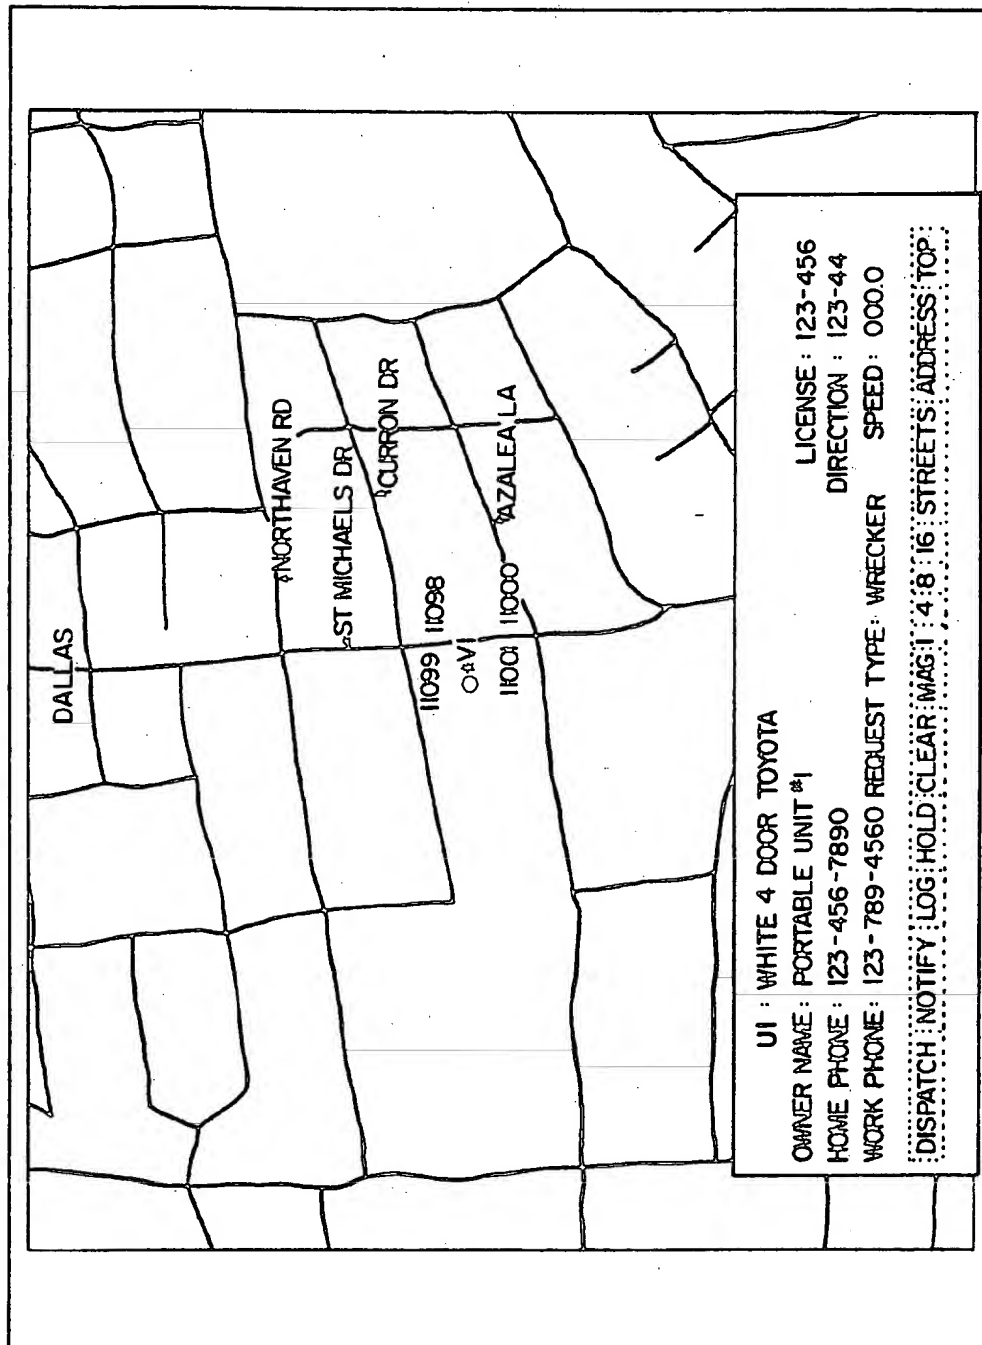 DALLAS
NORTHAVEN RD
ST MICHAELS DR
CURRON DR
11099 11098
V1
11001 11000
AZALEA LA
U1 : WHITE 4 DOOR TOYOTA
OWNER NAME : PORTABLE UNIT #1 LICENSE : 123-456
HOME PHONE : 123-456-7890 DIRECTION : 123-44
WORK PHONE : 123-789-4560 REQUEST TYPE : WRECKER SPEED : 000.0
DISPATCH NOTIFY LOG HOLD CLEAR MAG 1 4 8 16 STREETS ADDRESS TOP